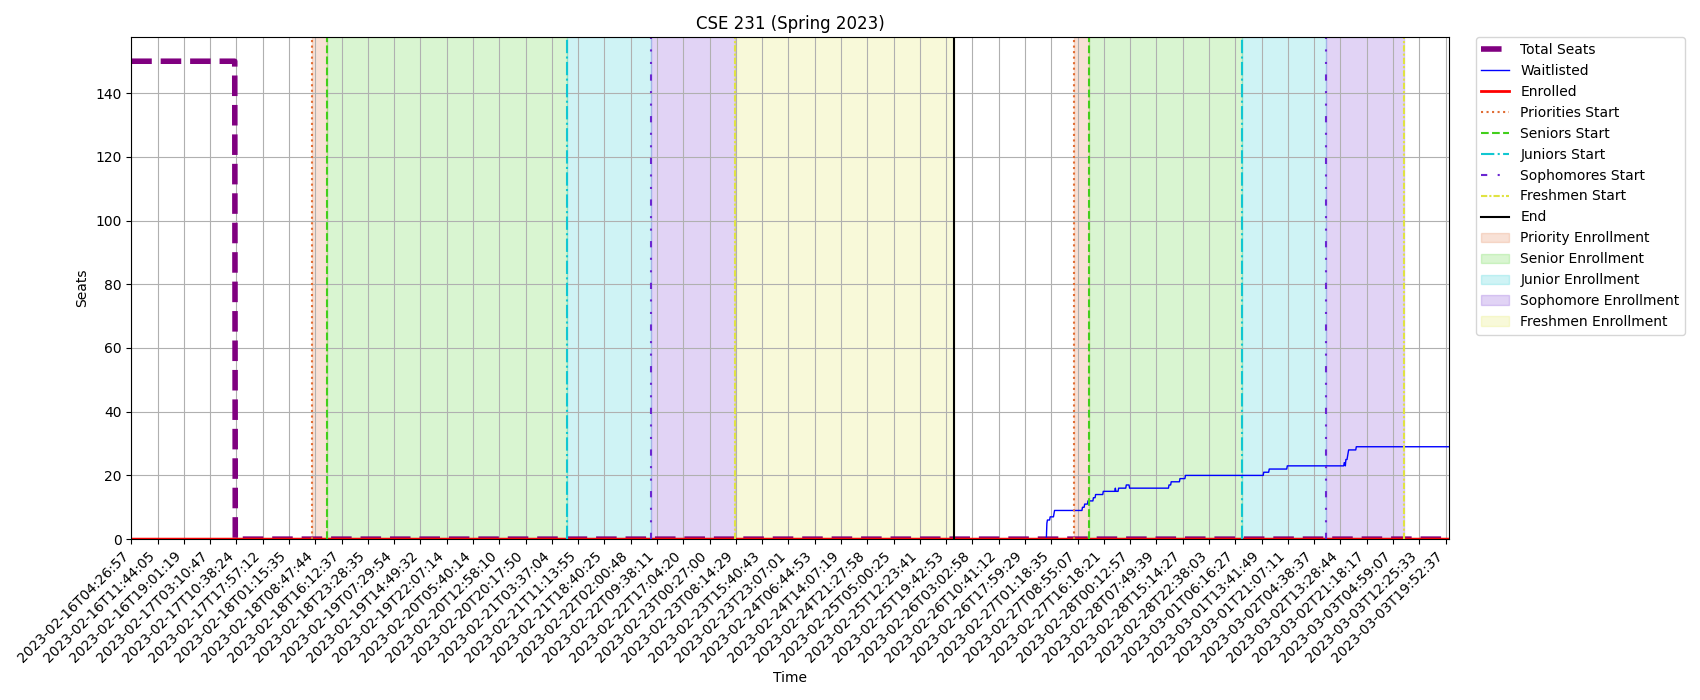 CSE 231 (Spring 2023)
Seats
140
120
100
80
60
40
20
0
2023-02-16T04:26:57
2023-02-16T11:44:05
2023-02-16T19:01:19
2023-02-17T03:10:47
2023-02-17T10:38:24
2023-02-17T17:57:12
2023-02-18T01:15:35
2023-02-18T08:47:44
2023-02-18T16:12:37
2023-02-18T23:28:35
2023-02-19T07:29:54
2023-02-19T14:49:32
2023-02-19T22:07:14
2023-02-20T05:40:14
2023-02-20T12:58:10
2023-02-20T20:17:50
2023-02-21T03:37:04
2023-02-21T11:13:55
2023-02-21T18:40:25
2023-02-22T02:00:48
2023-02-22T09:38:11
2023-02-22T17:04:20
2023-02-23T00:27:00
2023-02-23T08:14:29
2023-02-23T15:40:43
2023-02-23T23:07:01
2023-02-24T06:44:53
2023-02-24T14:07:19
2023-02-24T21:27:58
2023-02-25T05:00:25
2023-02-25T12:23:41
2023-02-25T19:42:53
2023-02-26T03:02:58
2023-02-26T10:41:12
2023-02-26T17:59:29
2023-02-27T01:18:35
2023-02-27T08:55:07
2023-02-27T16:18:21
2023-02-28T00:12:57
2023-02-28T07:49:39
2023-02-28T15:14:27
2023-02-28T22:38:03
2023-03-01T06:16:27
2023-03-01T13:41:49
2023-03-01T21:07:11
2023-03-02T04:38:37
2023-03-02T13:28:44
2023-03-02T21:18:17
2023-03-03T04:59:07
2023-03-03T12:25:33
2023-03-03T19:52:37
Time
Total Seats
Waitlisted
Enrolled
Priorities Start
Seniors Start
Juniors Start
Sophomores Start
Freshmen Start
End
Priority Enrollment
Senior Enrollment
Junior Enrollment
Sophomore Enrollment
Freshmen Enrollment